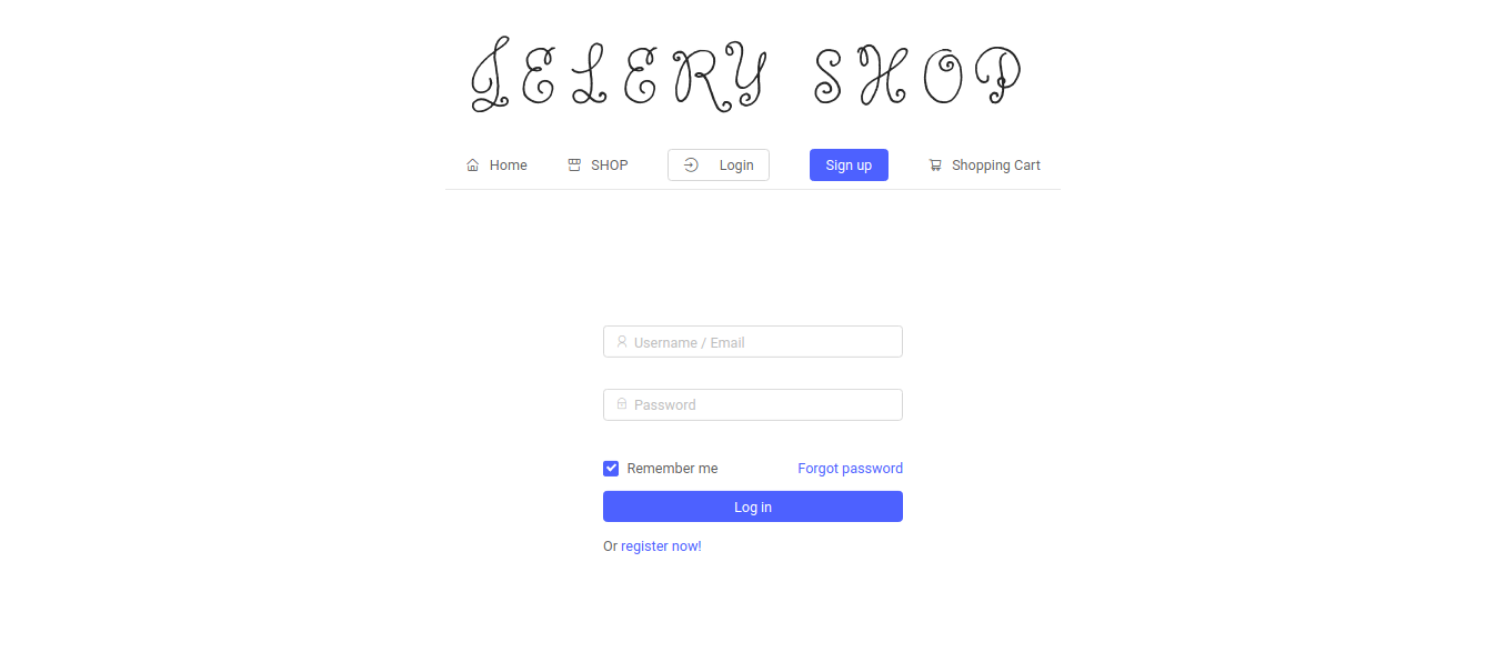 JELERY SHOP
Home SHOP Login Sign up Shopping Cart
Username / Email
Password
Remember me Forgot password
Log in
Or register now!